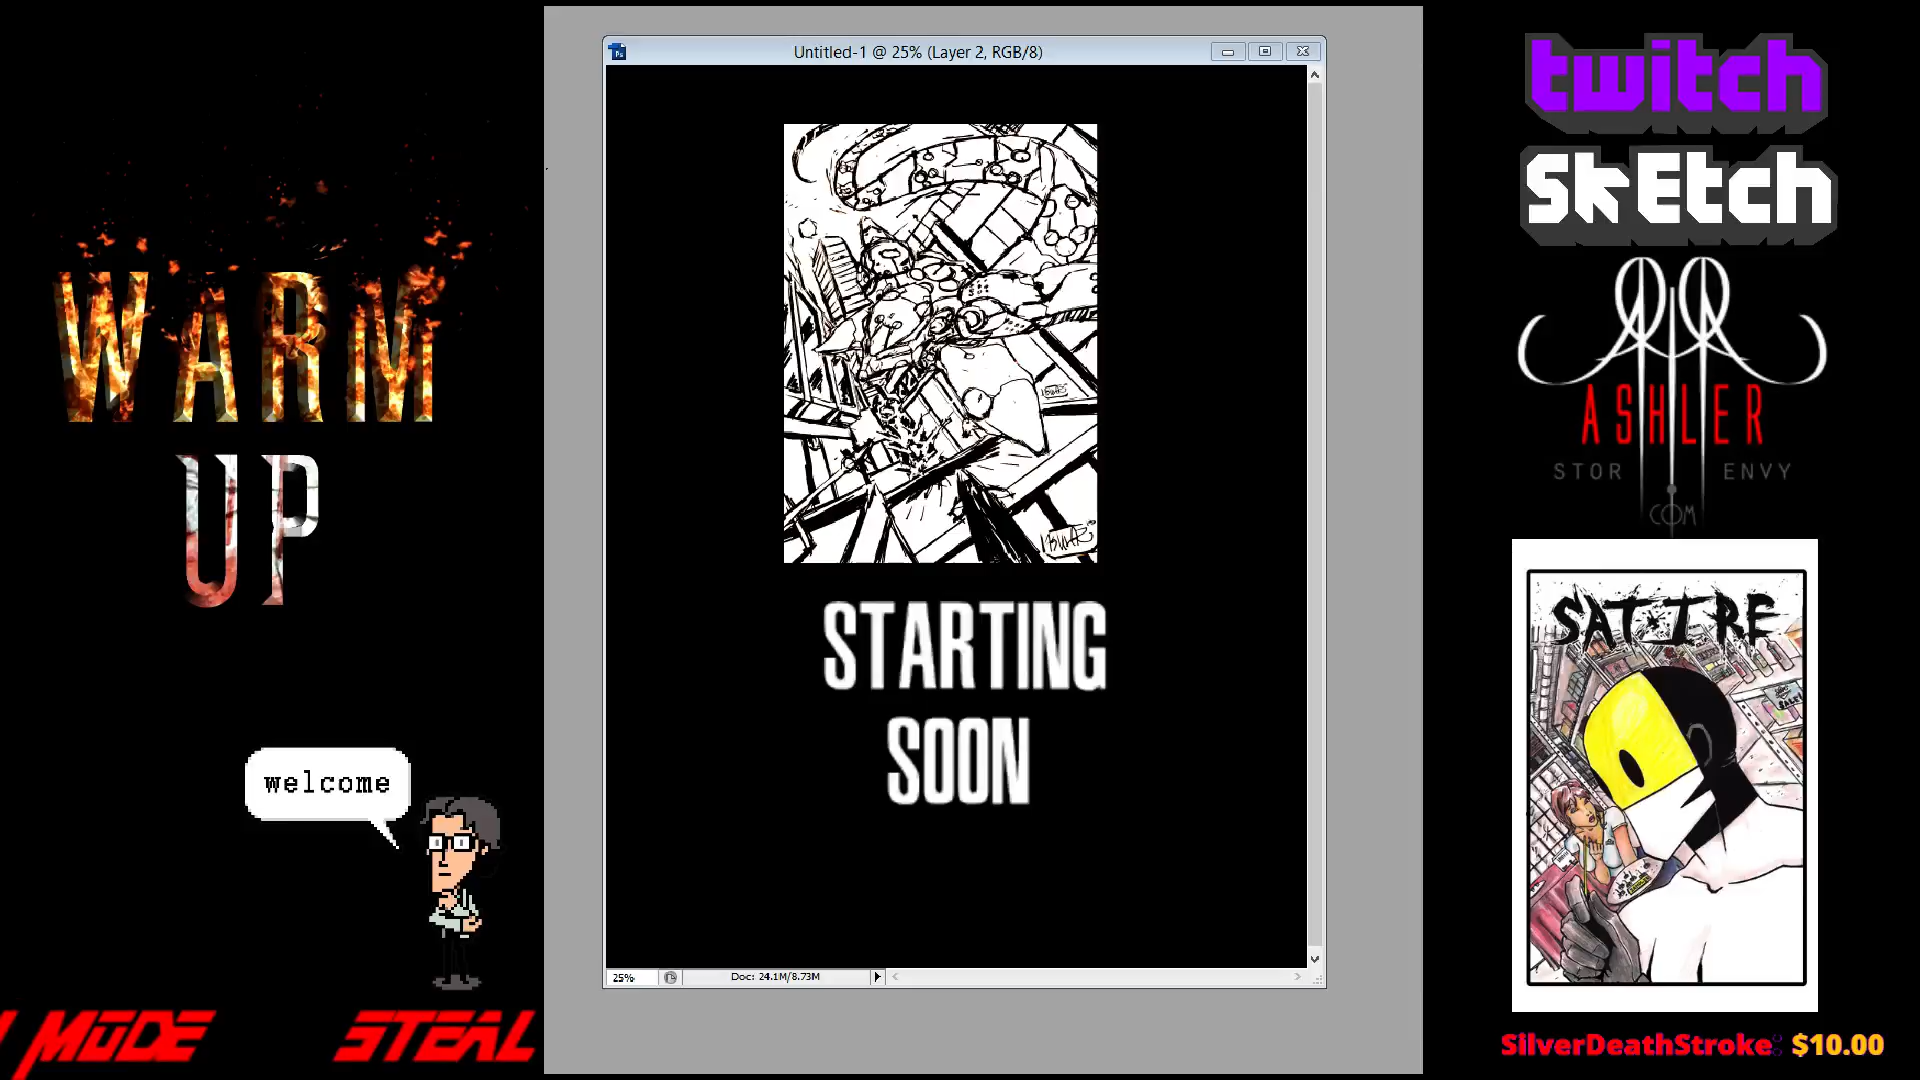 Untitled-1 @ 25% (Layer 2, RGB/8)
twitch
SkEtch
WARM
UP
ASHLER
STOR ENVY
COM
STARTING
SOON
SATIRE
SALE!
welcome
25%
Doc: 24.1M/8.73M
MODE STEAL
SilverDeathStroke: $10.00